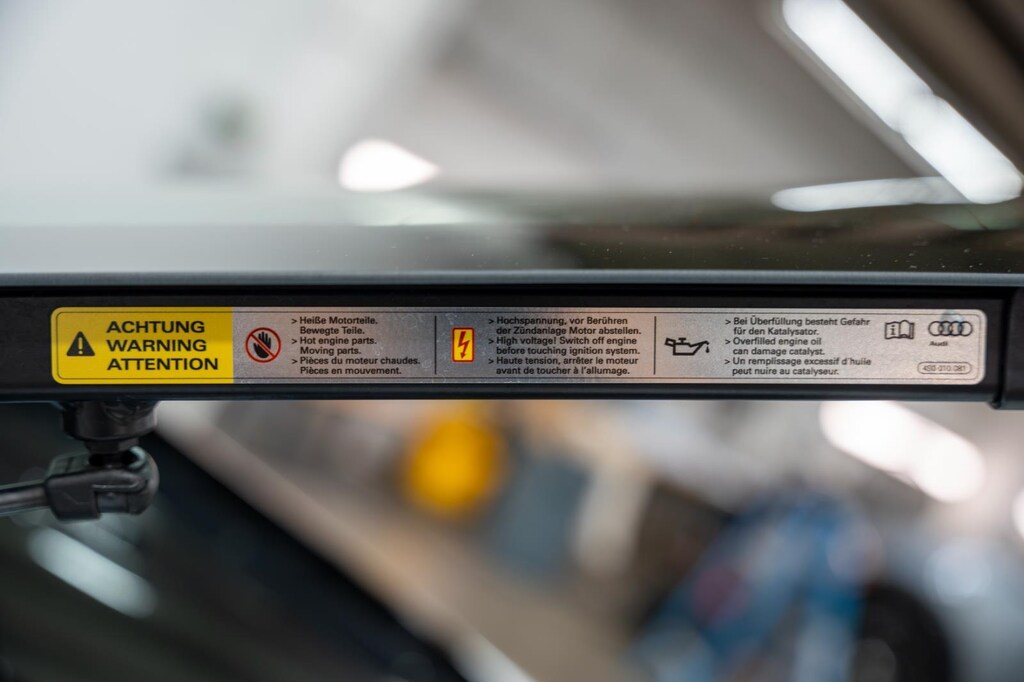 ACHTUNG
WARNING
ATTENTION
> Heiße Motorteile.
Bewegte Teile.
> Hot engine parts.
Moving parts.
> Pièces du moteur chaudes.
Pièces en mouvement.
> Hochspannung, vor Berühren
der Zündanlage Motor abstellen.
> High voltage! Switch off engine
before touching ignition system.
> Haute tension, arrêter le moteur
avant de toucher à l'allumage.
> Bei Überfüllung besteht Gefahr
für den Katalysator.
> Overfilled engine oil
can damage catalyst.
> Un remplissage excessif d'huile
peut nuire au catalyseur.
Audi